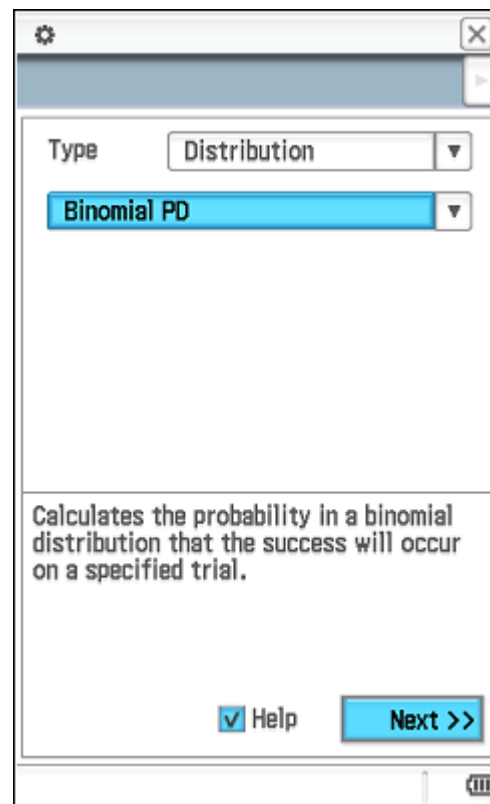 Type Distribution
Binomial PD
Calculates the probability in a binomial
distribution that the success will occur
on a specified trial.
Help Next >>